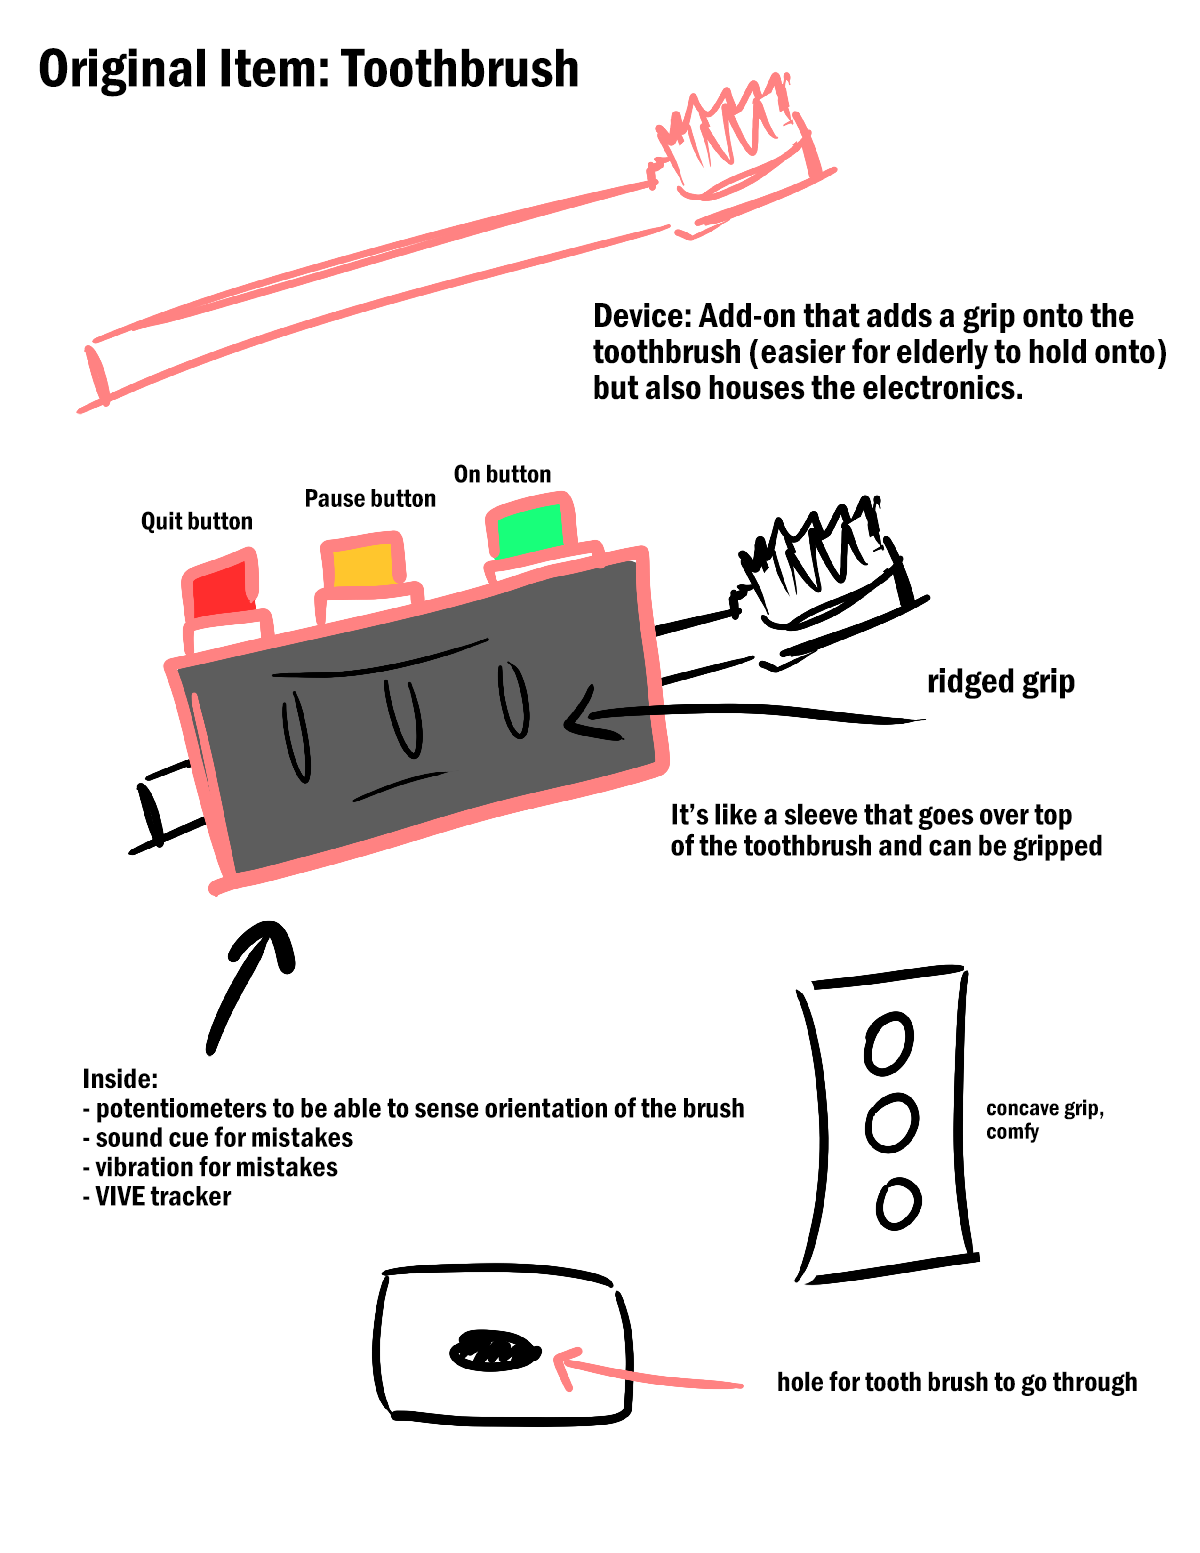 Original Item: Toothbrush
Device: Add-on that adds a grip onto the
toothbrush (easier for elderly to hold onto)
but also houses the electronics.
On button
Pause button
Quit button
ridged grip
It’s like a sleeve that goes over top
of the toothbrush and can be gripped
Inside:
- potentiometers to be able to sense orientation of the brush
- sound cue for mistakes
- vibration for mistakes
- VIVE tracker
concave grip,
comfy
hole for tooth brush to go through